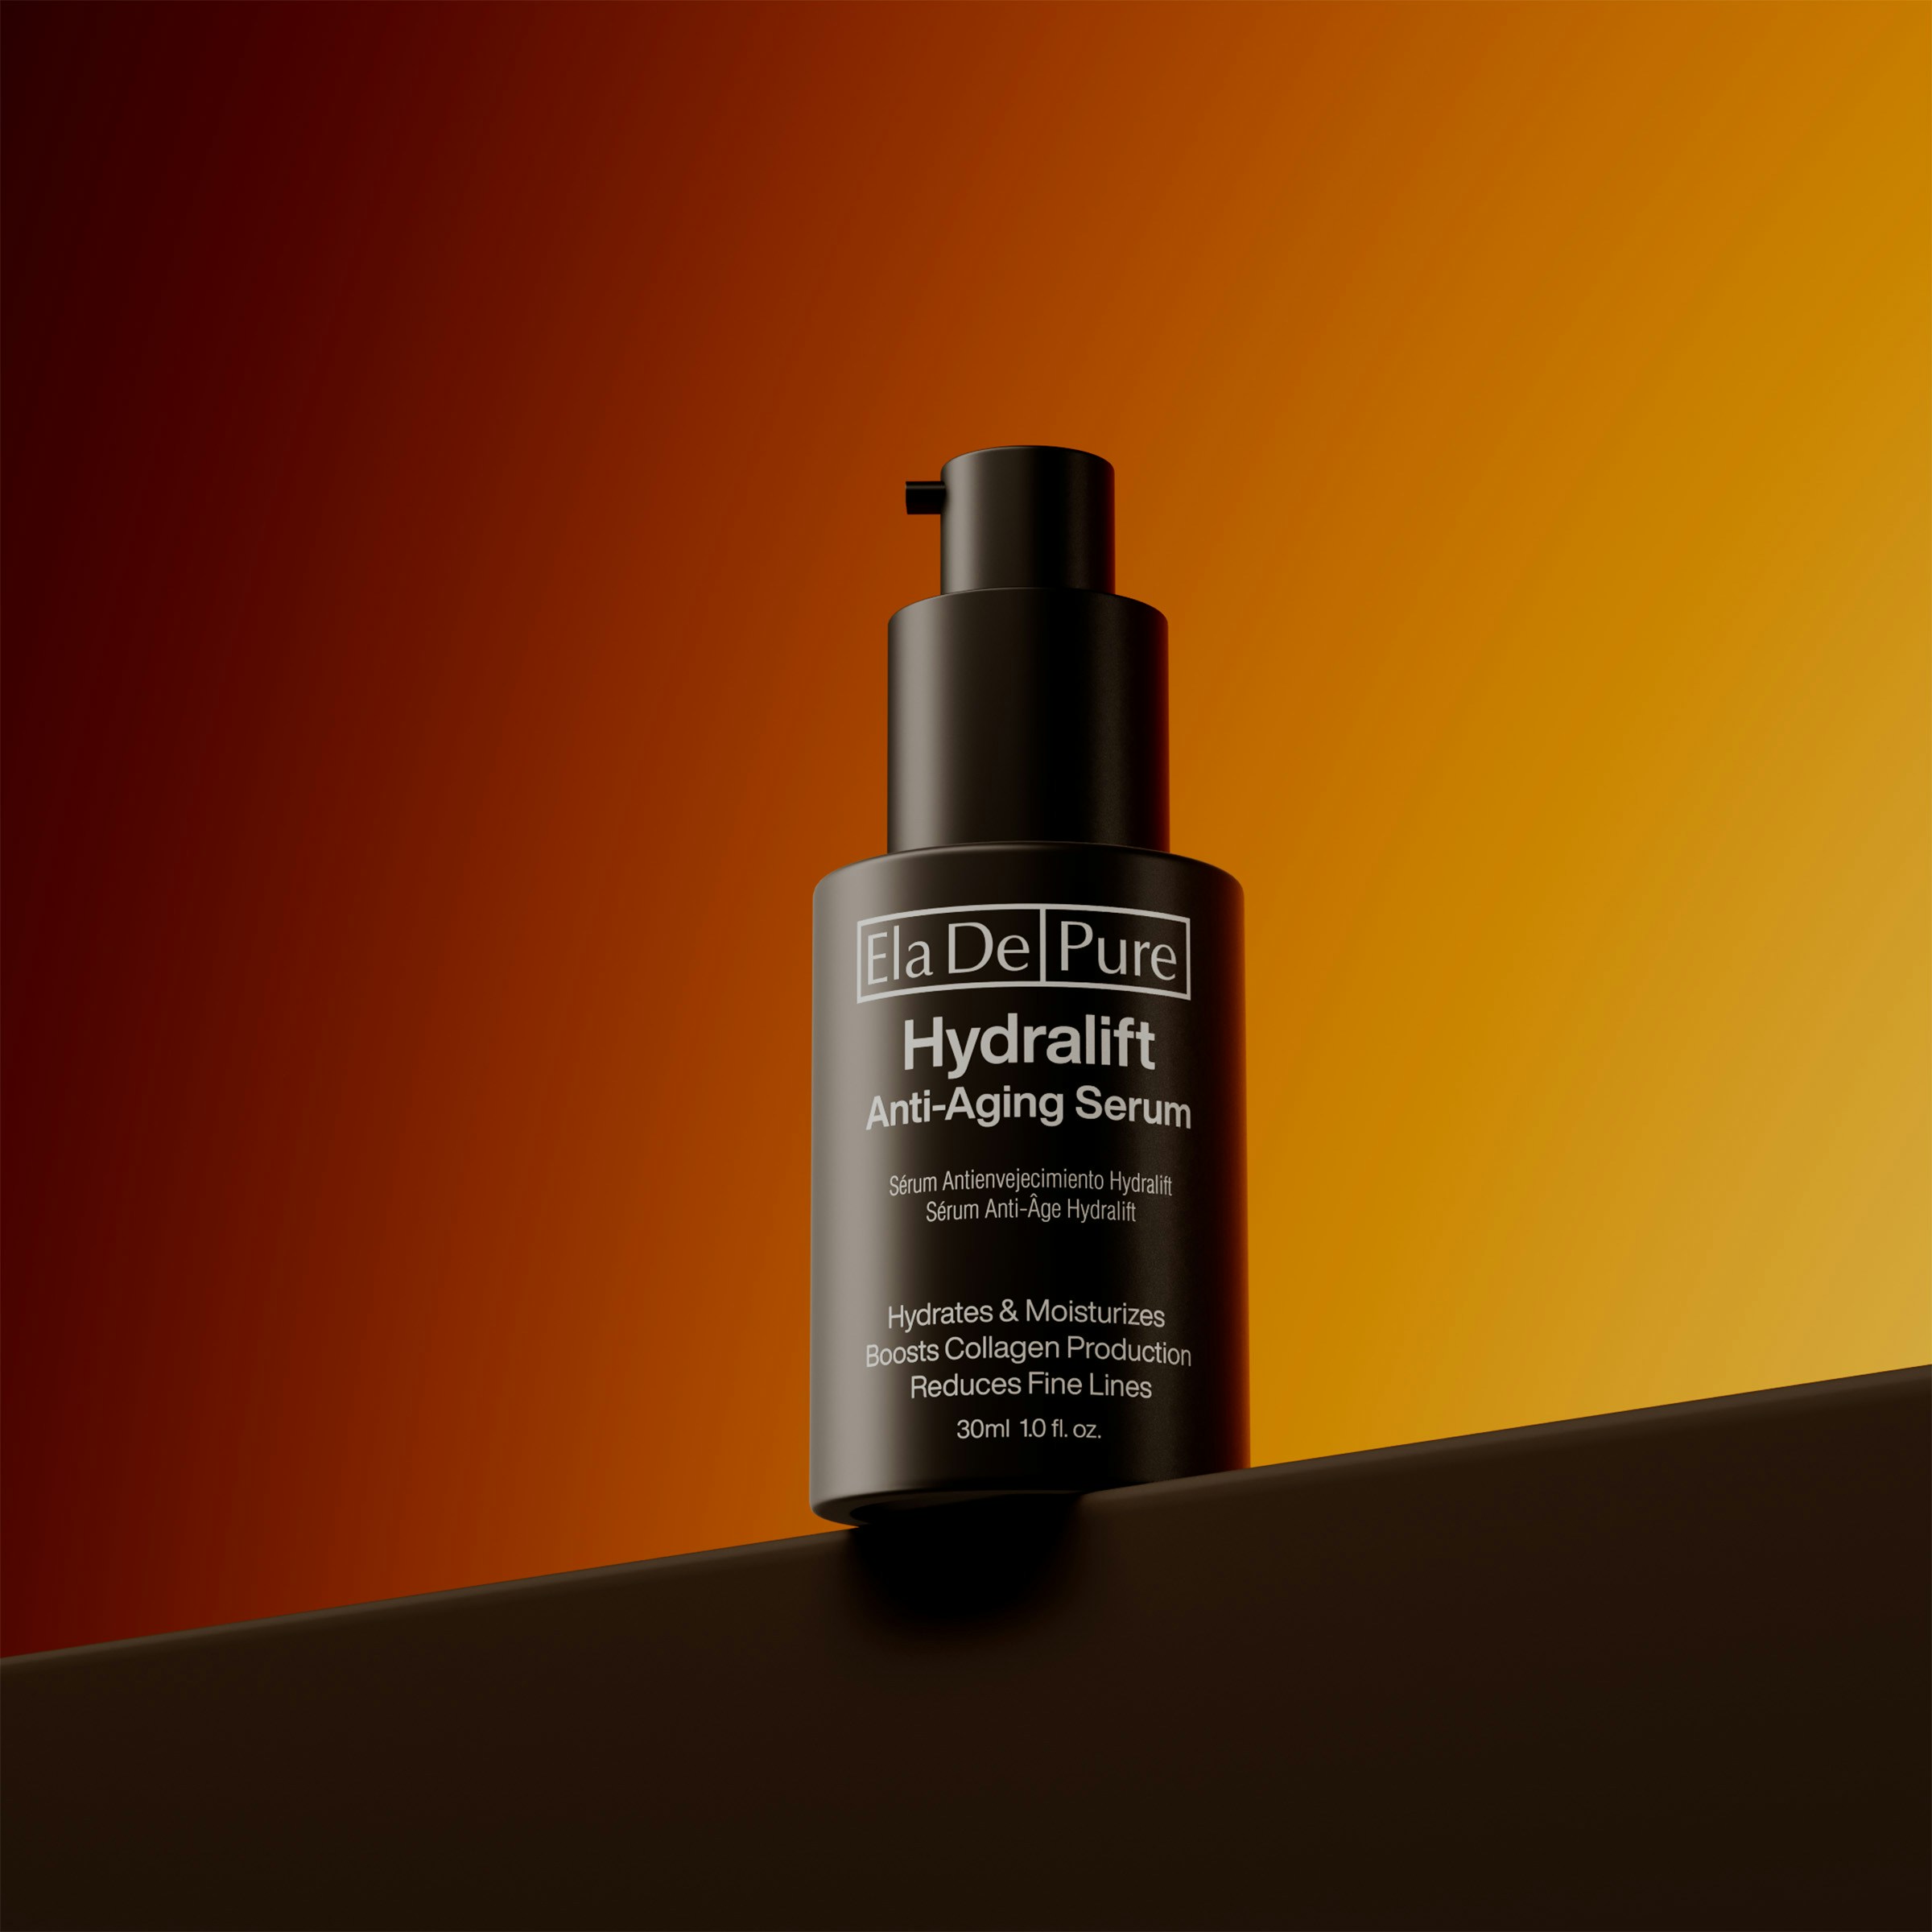 Ela De Pure
Hydralift
Anti-Aging Serum
Sérum Antienvejecimiento Hydralift
Sérum Anti-Âge Hydralift
Hydrates & Moisturizes
Boosts Collagen Production
Reduces Fine Lines
30ml 1.0 fl. oz.